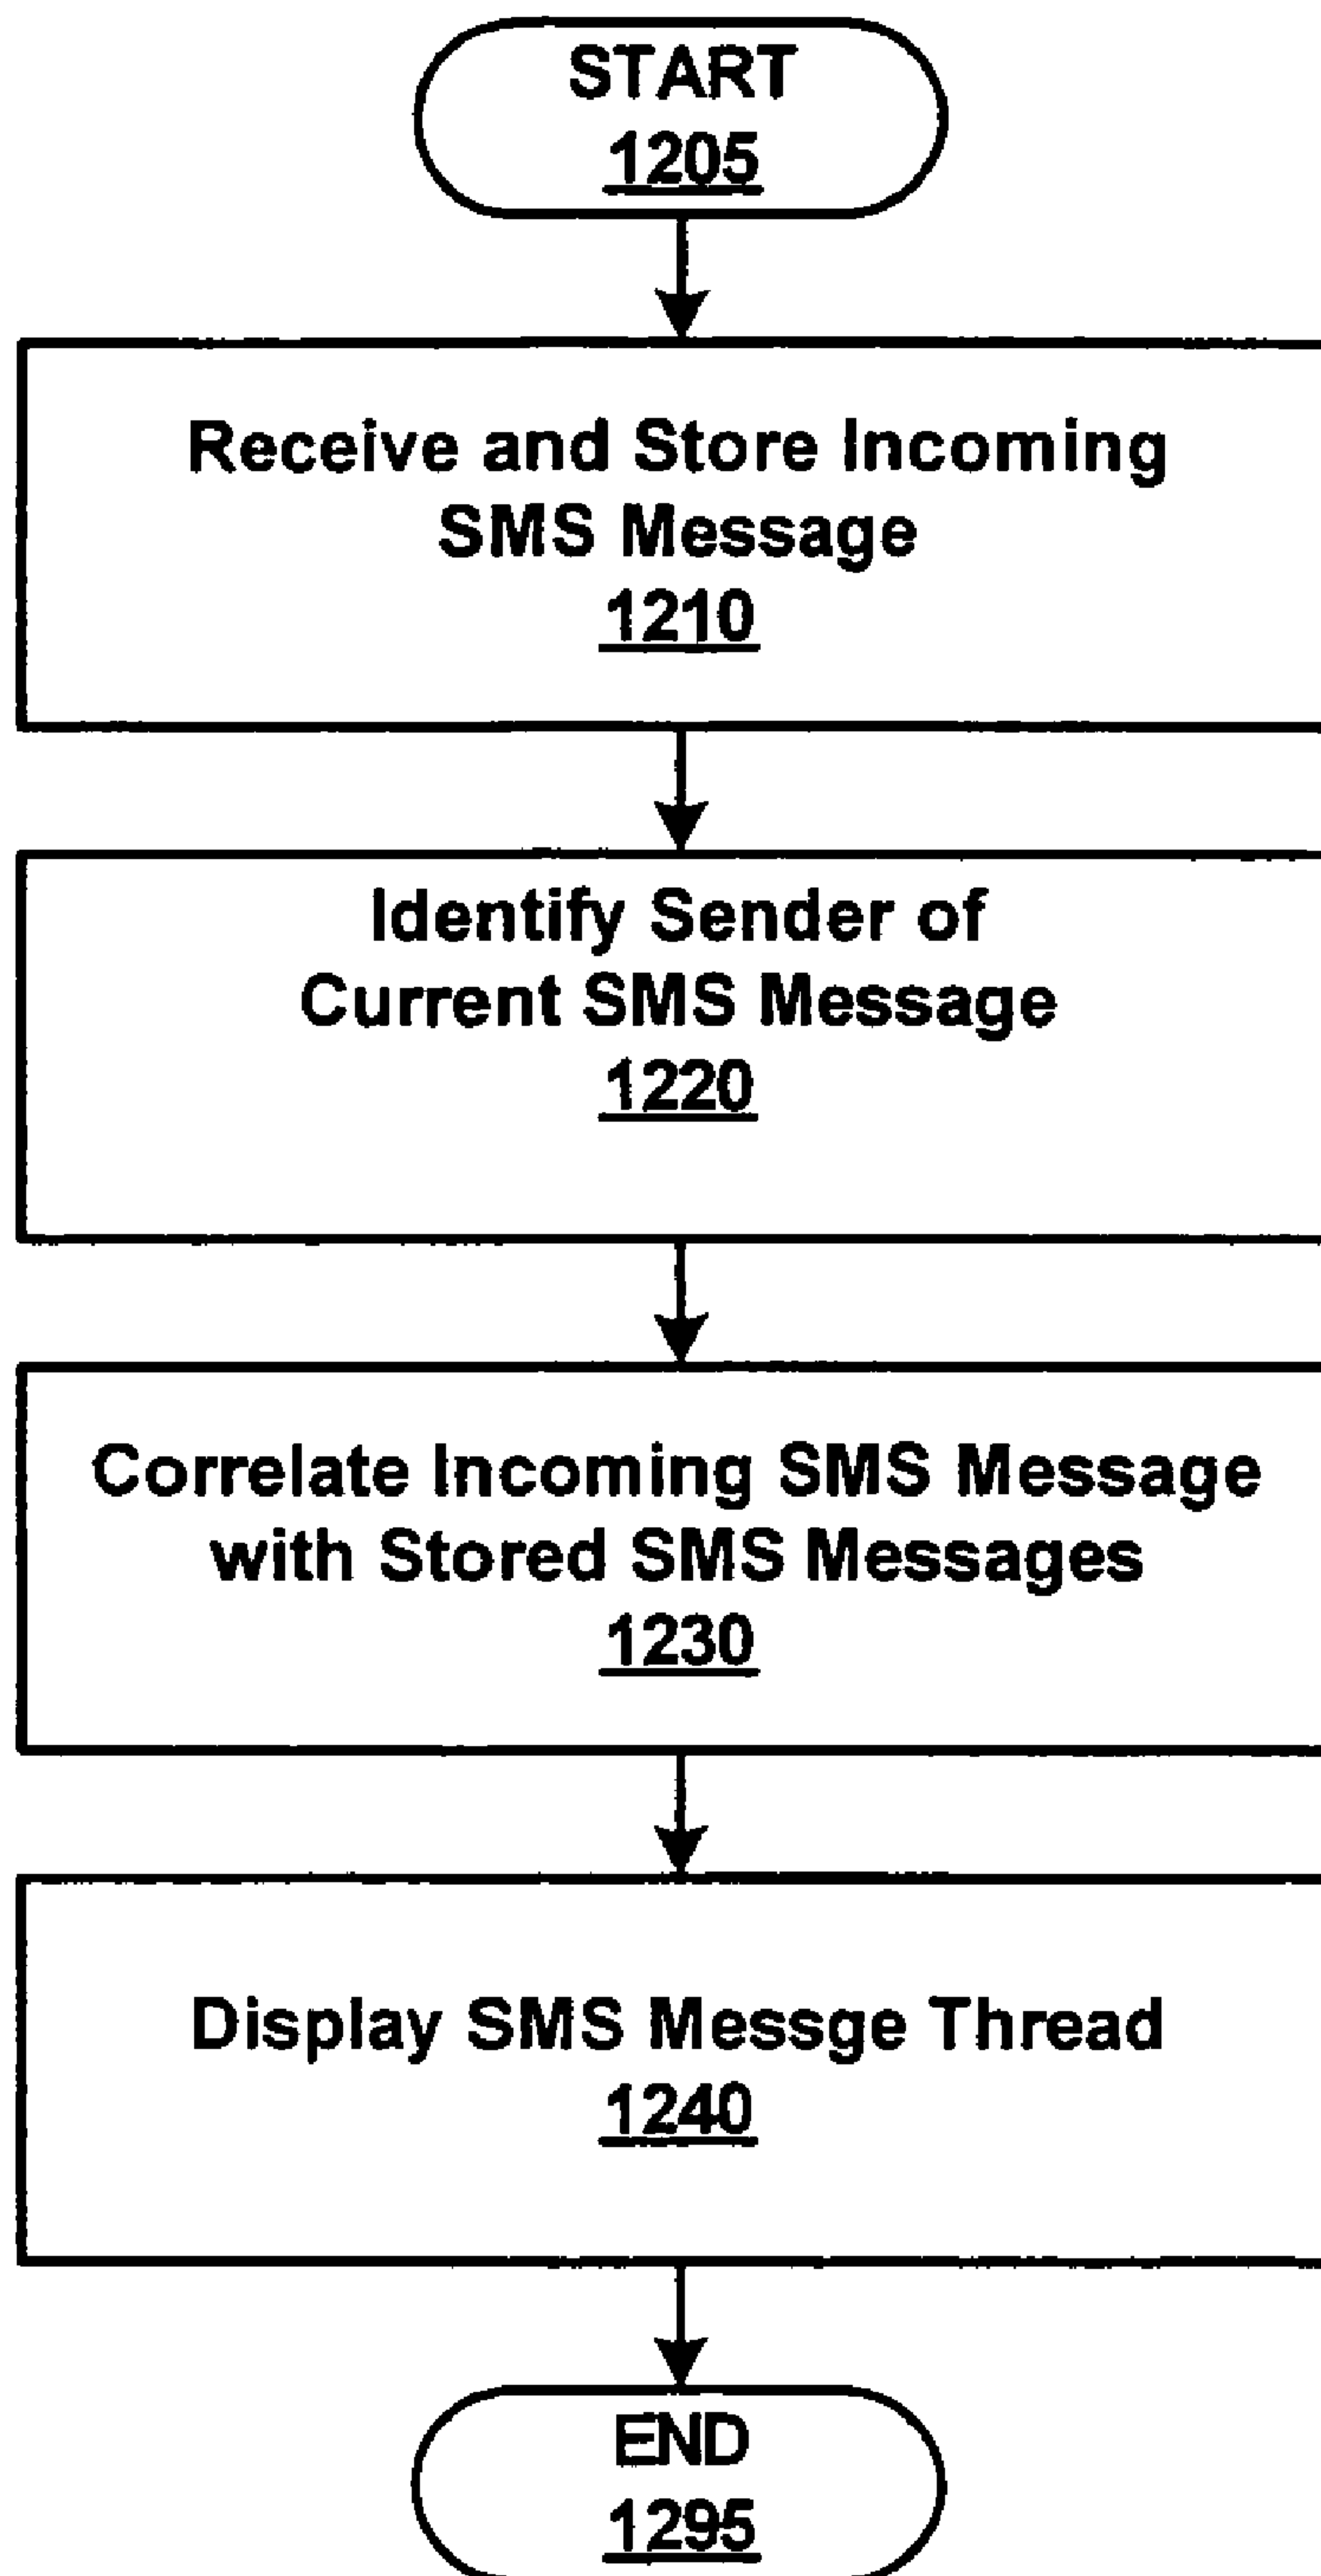 START
1205
Receive and Store Incoming
SMS Message
1210
Identify Sender of
Current SMS Message
1220
Correlate Incoming SMS Message
with Stored SMS Messages
1230
Display SMS Messge Thread
1240
END
1295